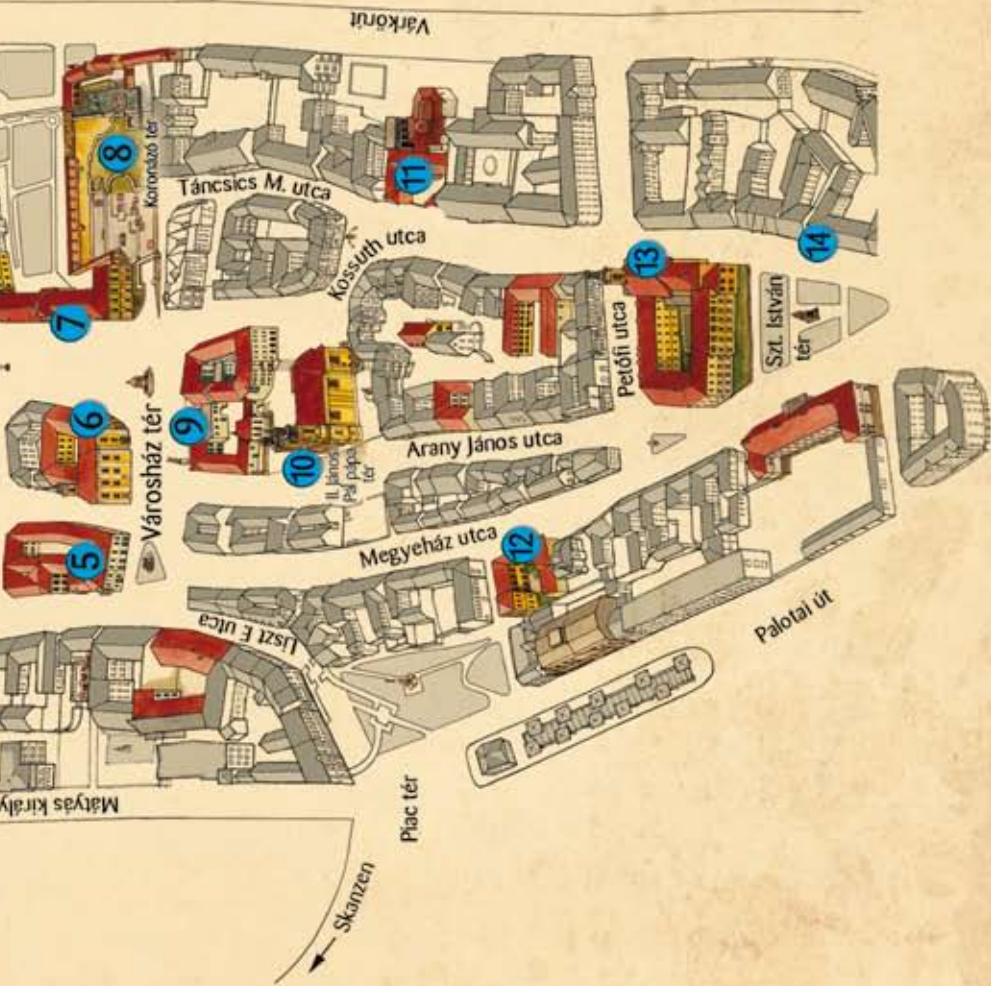 Várkörút
8
Koronázó tér
11
Táncsics M. utca
Kossuth utca
14
13
7
Petőfi utca
Szt. István
tér
6
Városház tér
9
10
II. János
Pál pápa
tér
Arany János utca
5
Megyeház utca
12
Liszt F. utca
Palotai út
Mátyás király
Piac tér
Skanzen